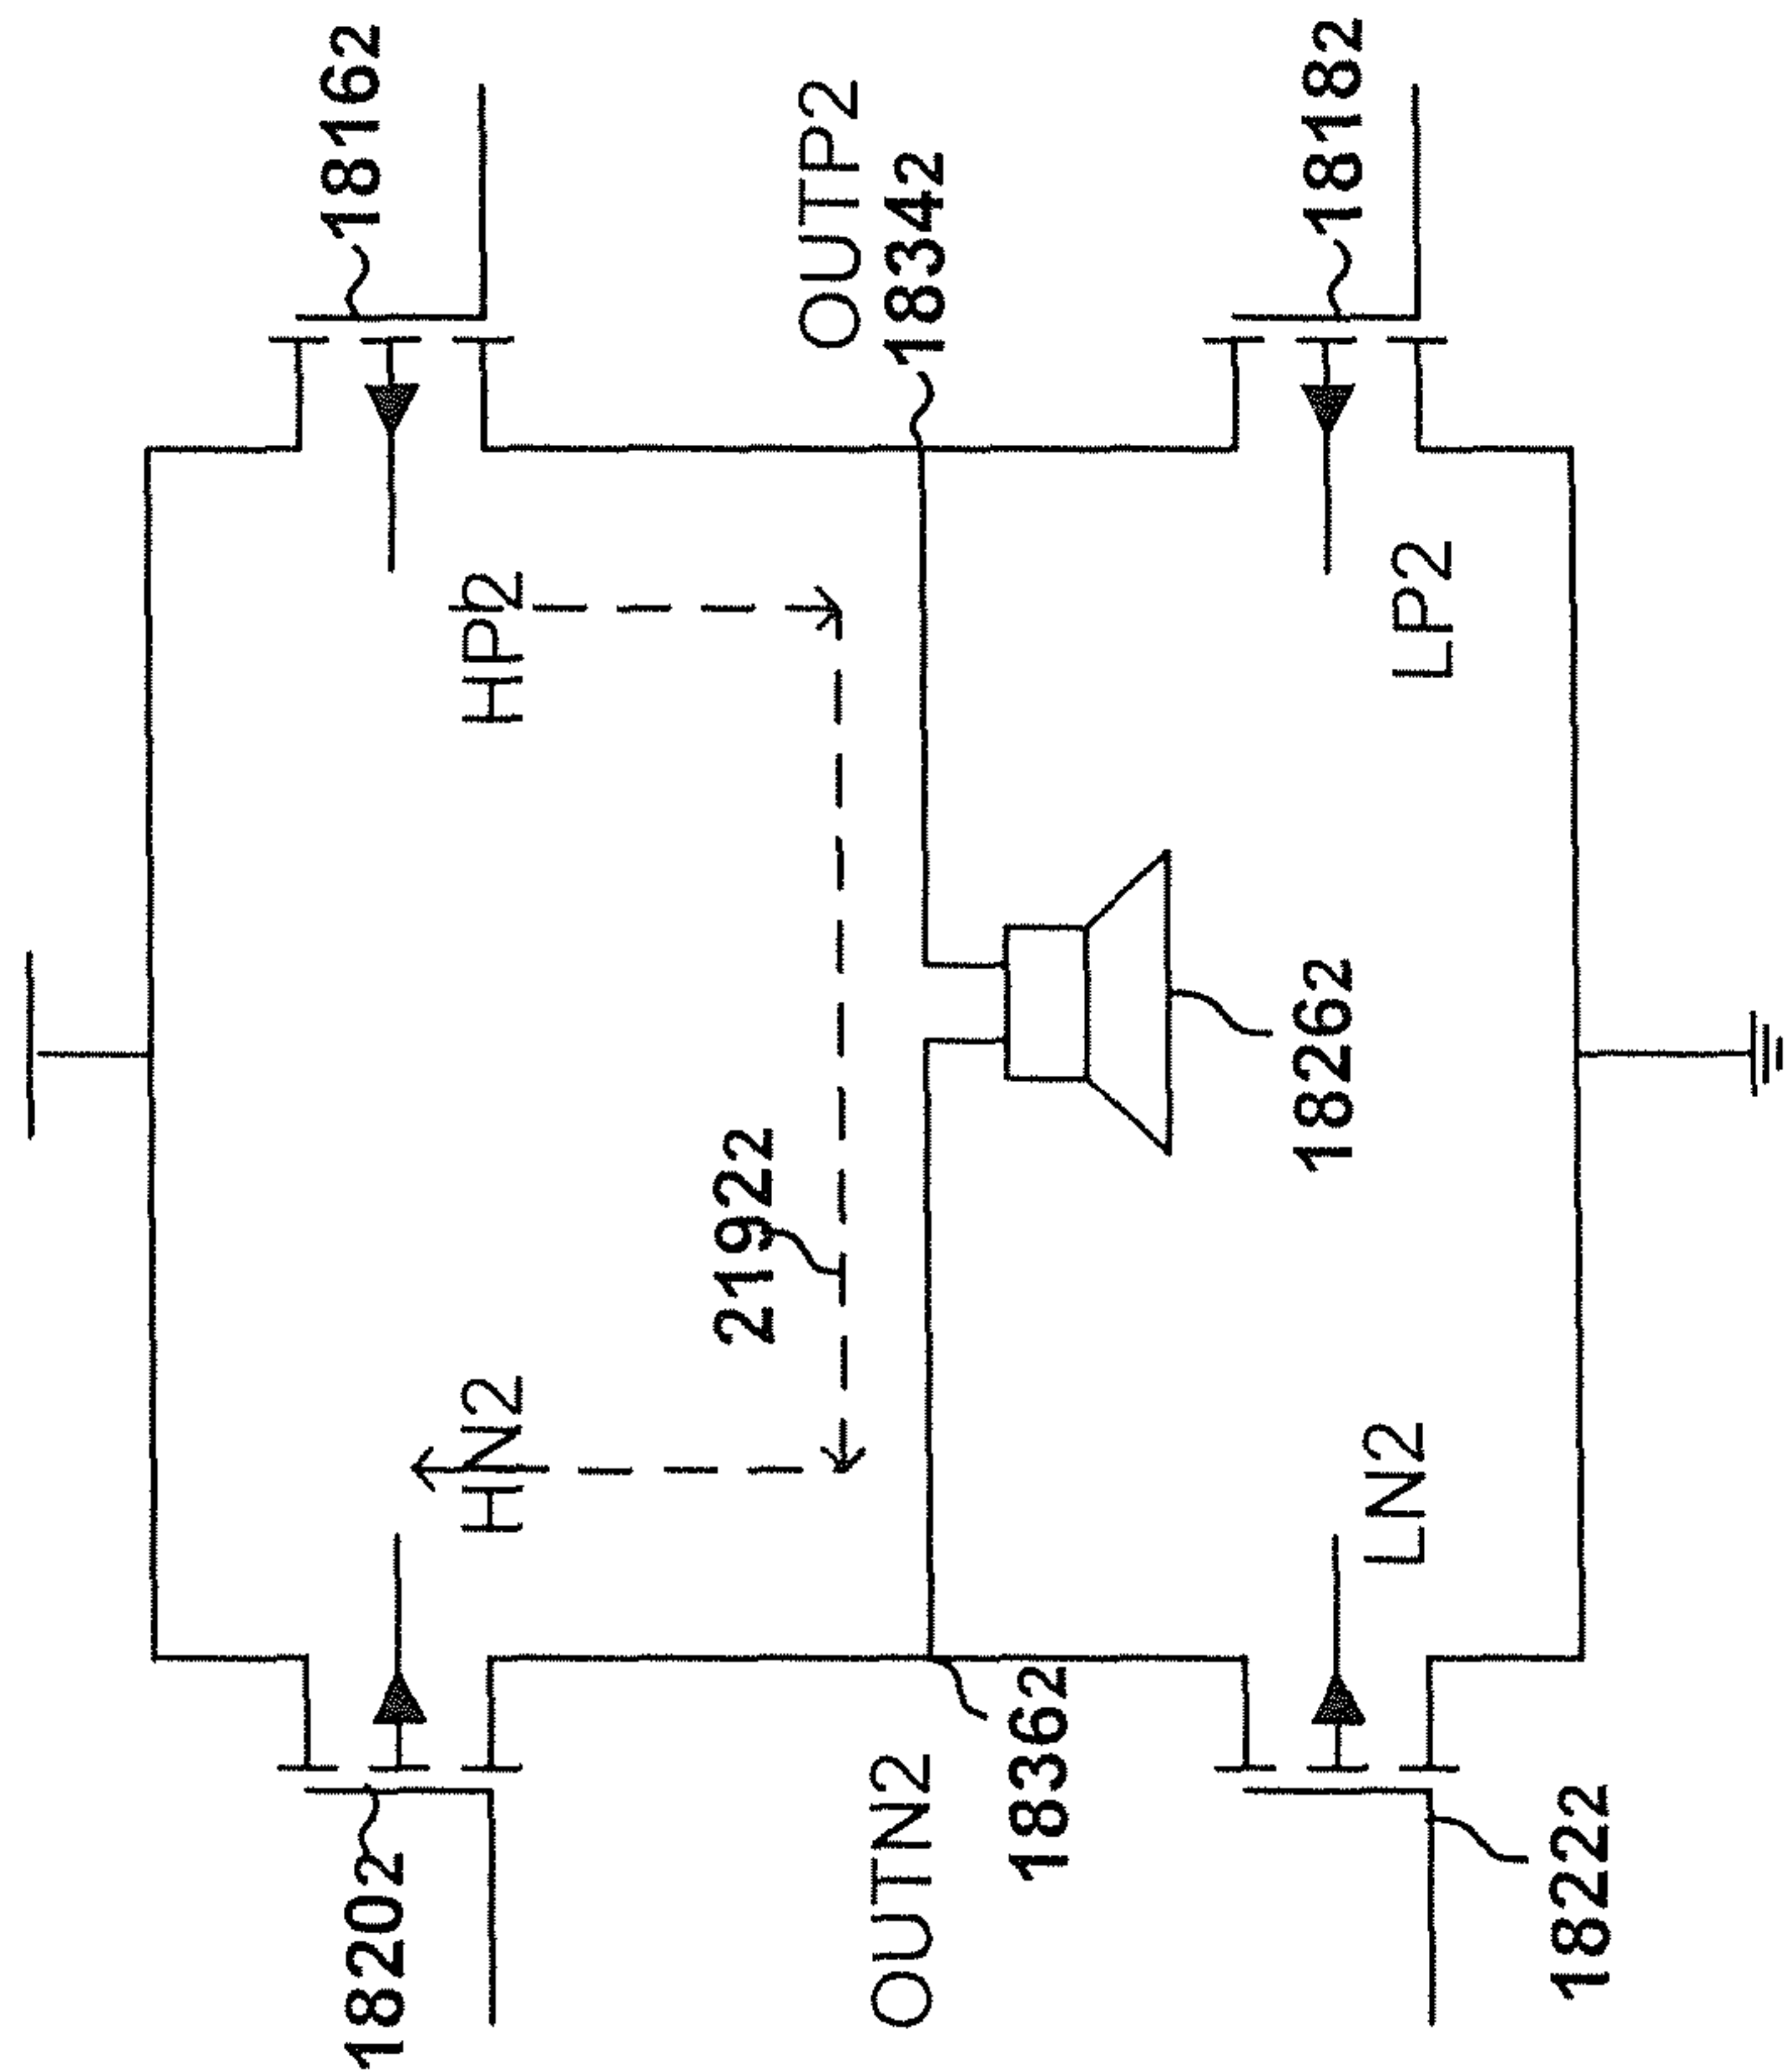 1816₂
1818₂
OUTP2
1834₂
HP2
LP2
2192₂
1826₂
HN2
LN2
1836₂
OUTN2
1820₂
1822₂